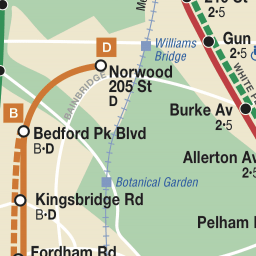 Gun
2•5
D
Williams
Bridge
Norwood
205 St
D
BAINBRIDGE
WHITE PL
Burke Av
2•5
B
Bedford Pk Blvd
B•D
Allerton Av
2•5
Botanical Garden
Kingsbridge Rd
B•D
Pelham
Fordham Rd